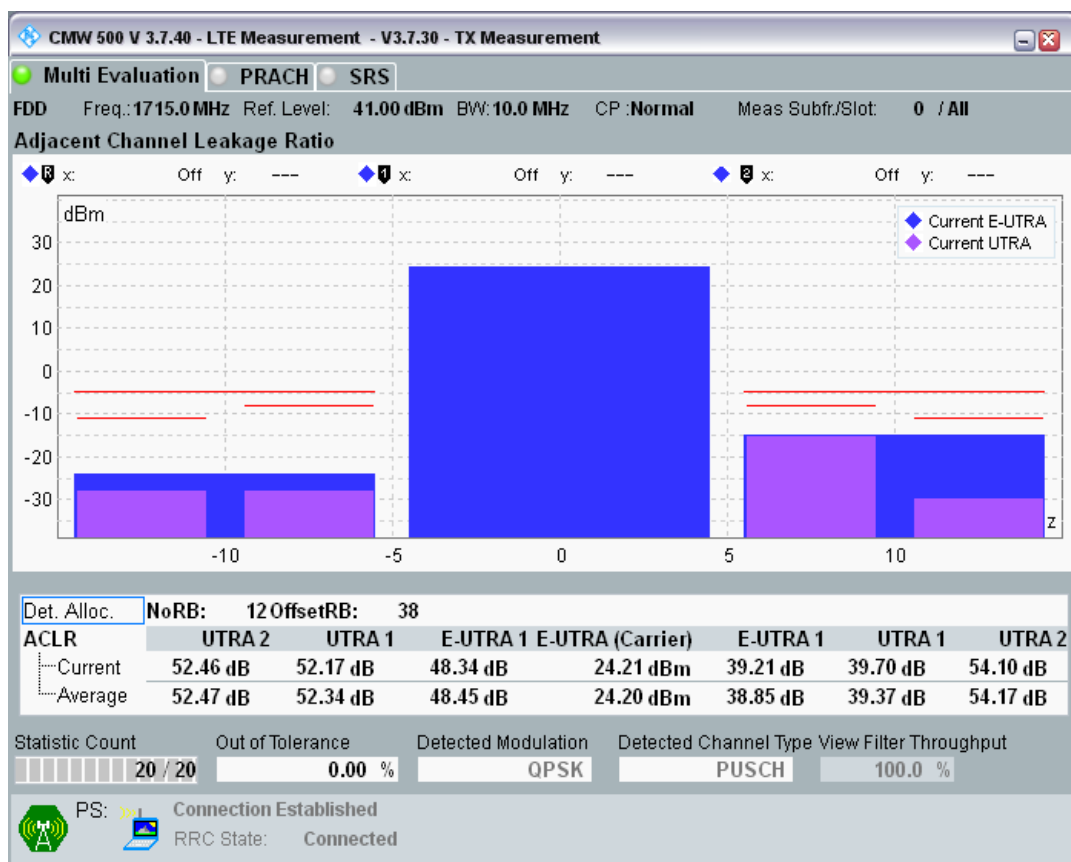 CMW 500 V 3.7.40 - LTE Measurement - V3.7.30 - TX Measurement
Multi Evaluation PRACH SRS
FDD Freq.: 1715.0 MHz Ref. Level: 41.00 dBm BW: 10.0 MHz CP :Normal Meas Subfr./Slot: 0 / All
Adjacent Channel Leakage Ratio
R x: Off y: --- 1 x: Off y: --- 2 x: Off y: ---
dBm
Current E-UTRA
Current UTRA
30
20
10
0
-10
-20
-30
z
-10 -5 0 5 10
Det. Alloc. NoRB: 12 OffsetRB: 38
ACLR UTRA 2 UTRA 1 E-UTRA 1 E-UTRA (Carrier) E-UTRA 1 UTRA 1 UTRA 2
Current 52.46 dB 52.17 dB 48.34 dB 24.21 dBm 39.21 dB 39.70 dB 54.10 dB
Average 52.47 dB 52.34 dB 48.45 dB 24.20 dBm 38.85 dB 39.37 dB 54.17 dB
Statistic Count Out of Tolerance Detected Modulation Detected Channel Type View Filter Throughput
20 / 20 0.00 % QPSK PUSCH 100.0 %
PS: Connection Established
RRC State: Connected